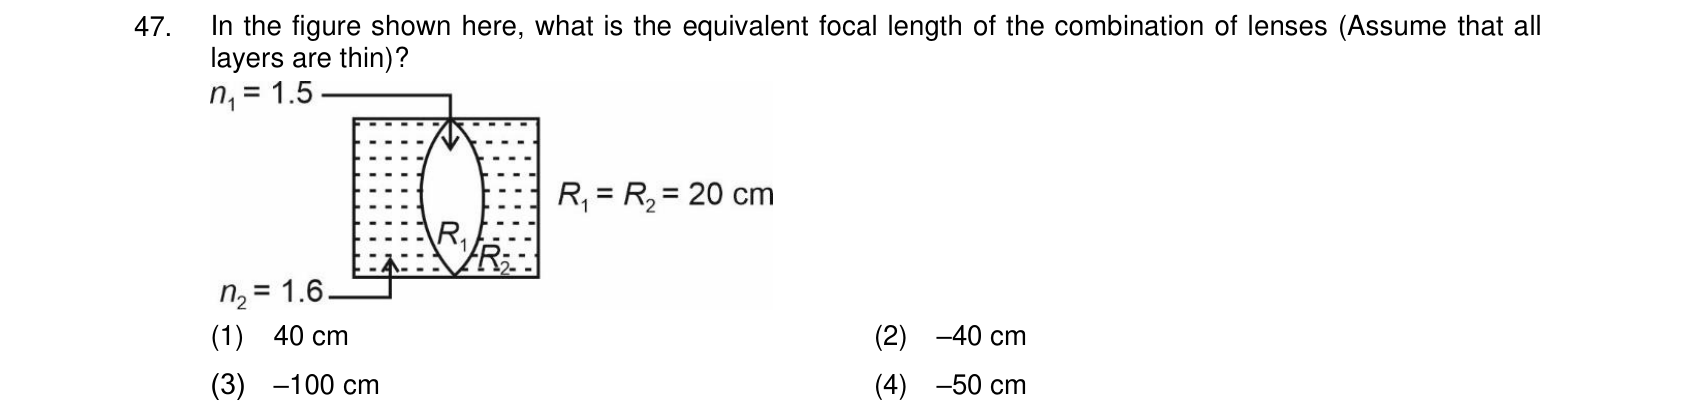 47. In the figure shown here, what is the equivalent focal length of the combination of lenses (Assume that all
layers are thin)?
n₁ = 1.5
R₁ = R₂ = 20 cm
R₁
R₂
n₂ = 1.6
(1) 40 cm (2) –40 cm
(3) –100 cm (4) –50 cm